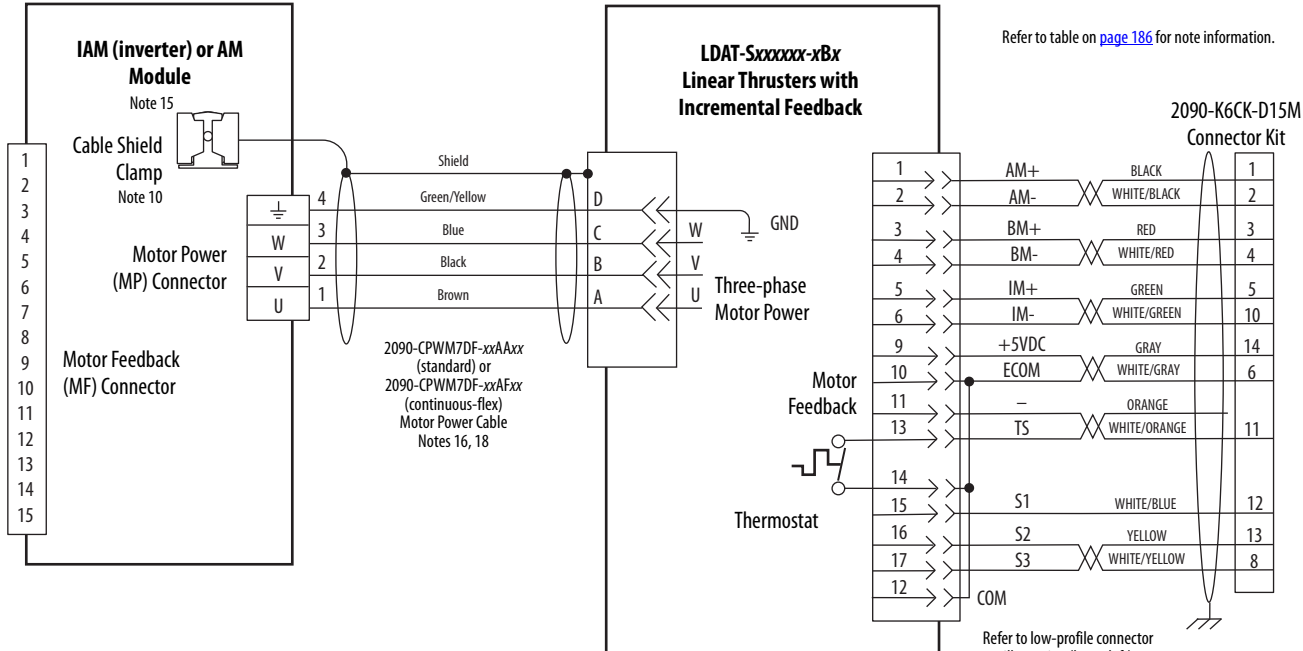 IAM (inverter) or AM
Module
Note 15
Cable Shield
Clamp
Note 10
1
2
3
4
5
6
7
8
9
10
11
12
13
14
15
Motor Power
(MP) Connector
Motor Feedback
(MF) Connector
W
V
U
4
3
2
1
Shield
Green/Yellow
Blue
Black
Brown
2090-CPWM7DF-xxAAxx
(standard) or
2090-CPWM7DF-xxAFxx
(continuous-flex)
Motor Power Cable
Notes 16, 18
LDAT-Sxxxxxx-xBx
Linear Thrusters with
Incremental Feedback
D
C
B
A
GND
W
V
U
Three-phase
Motor Power
Motor
Feedback
Thermostat
Refer to table on page 186 for note information.
2090-K6CK-D15M
Connector Kit
1 AM+ BLACK 1
2 AM- WHITE/BLACK 2
3 BM+ RED 3
4 BM- WHITE/RED 4
5 IM+ GREEN 5
6 IM- WHITE/GREEN 10
9 +5VDC GRAY 14
10 ECOM WHITE/GRAY 6
11 – ORANGE
13 TS WHITE/ORANGE 11
14
15 S1 WHITE/BLUE 12
16 S2 YELLOW 13
17 S3 WHITE/YELLOW 8
12 COM
Refer to low-profile connector